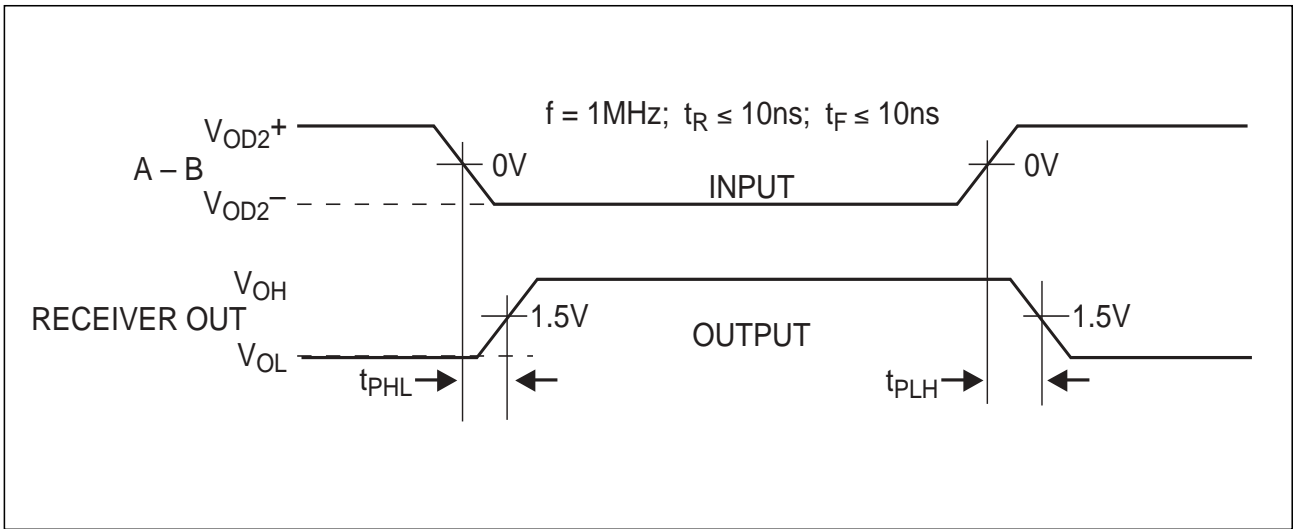 f = 1MHz; tR ≤ 10ns; tF ≤ 10ns
VOD2+
A – B
VOD2–
0V
INPUT
0V
VOH
RECEIVER OUT
VOL
1.5V
OUTPUT
1.5V
tPHL
tPLH